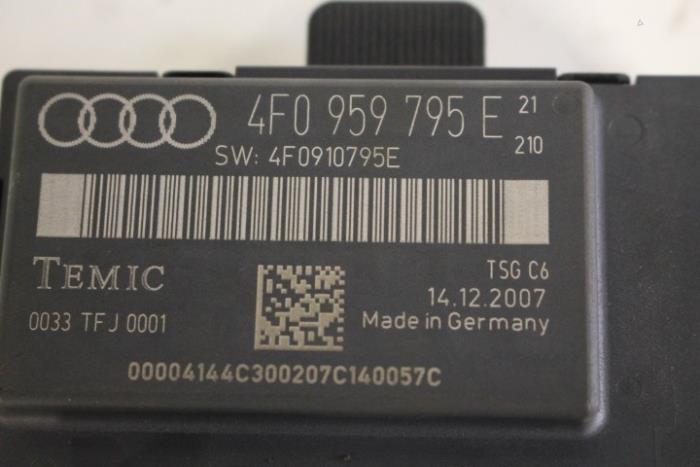 4F0 959 795 E 21
210
SW: 4F0910795E
TEMIC
TSG C6
14.12.2007
0033 TFJ 0001
Made in Germany
00004144C300207C140057C